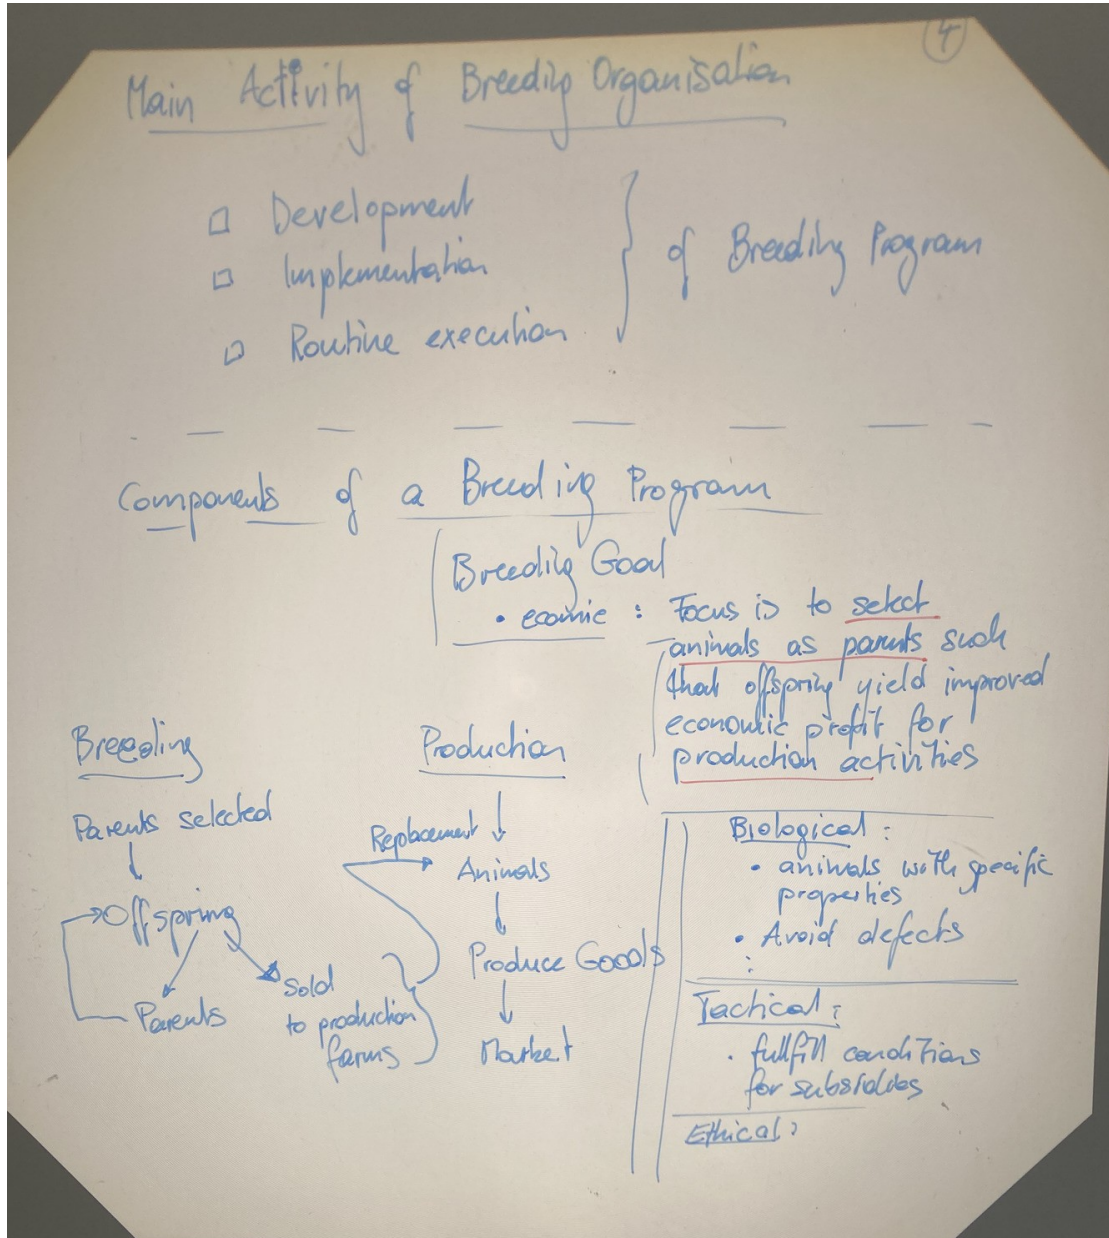 4
Main Activity of Breeding Organisation
Development
Implementation
Routine execution
of Breeding Program
Components of a Breeding Program
Breeding Goal
• ecomic : Focus is to select
animals as parents such
that offspring yield improved
economic profit for
production activities
Breeding
Parents selected
Offspring
Parents
Sold
to production
farms
Production
Replacement
Animals
Produce Goods
Market
Biological :
• animals with specific
properties
• Avoid defects
:
Tactical :
• fullfill conditions
for subsidies
Ethical :